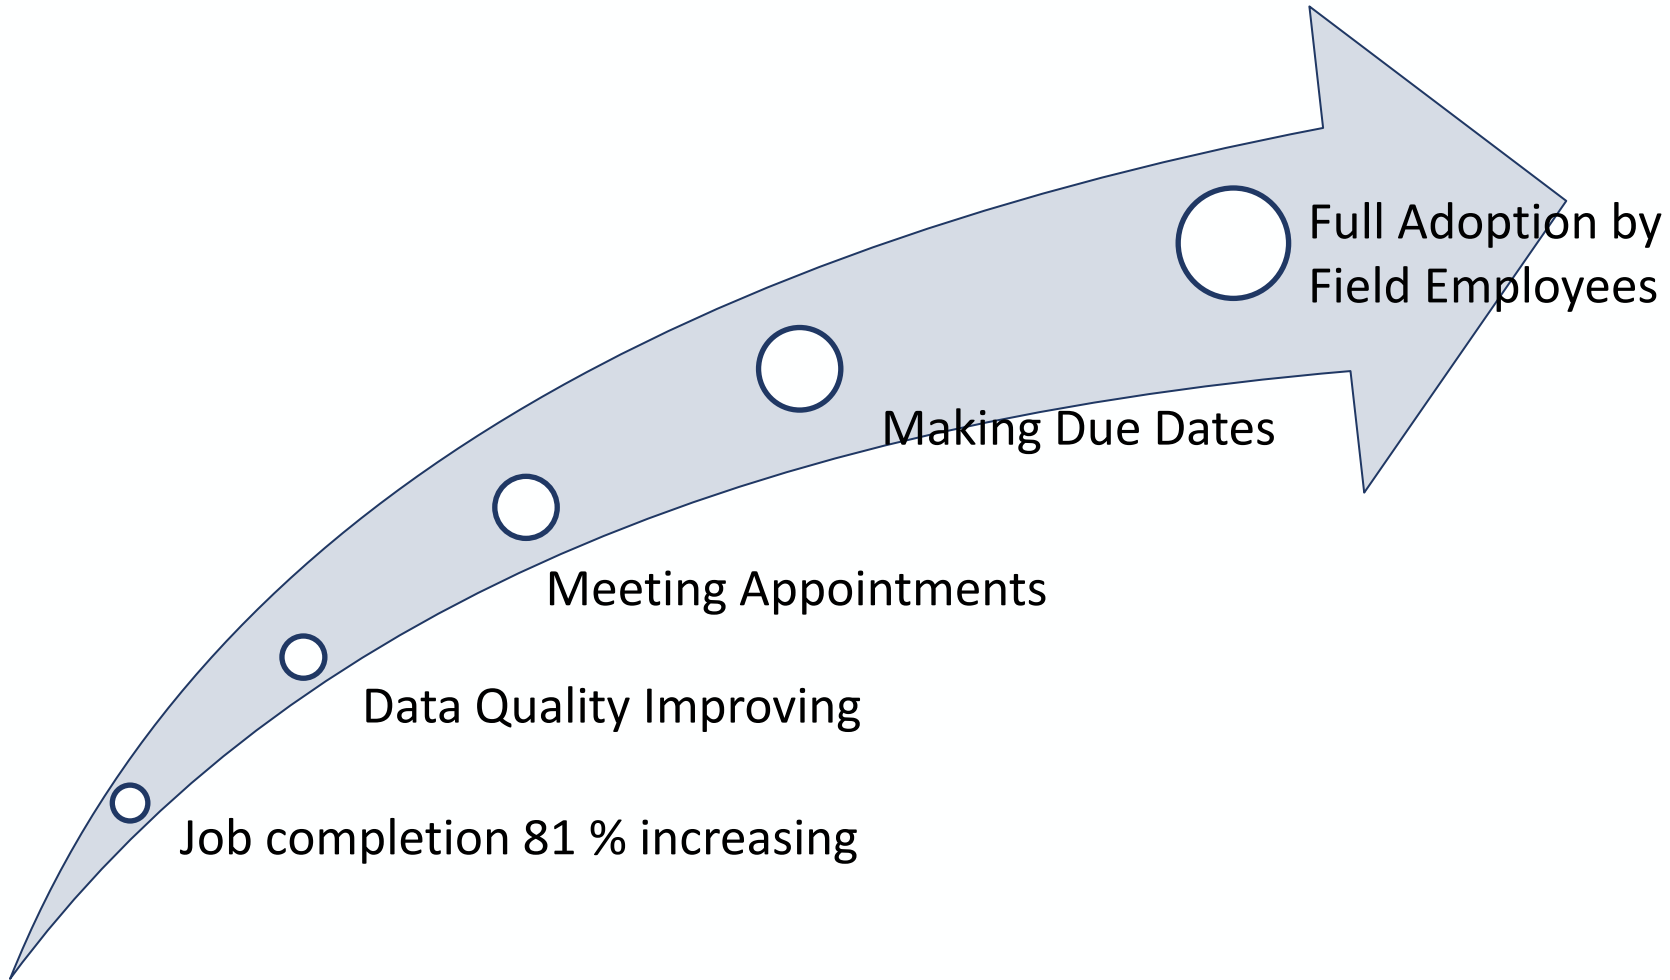 Full Adoption by
Field Employees
Making Due Dates
Meeting Appointments
Data Quality Improving
Job completion 81 % increasing